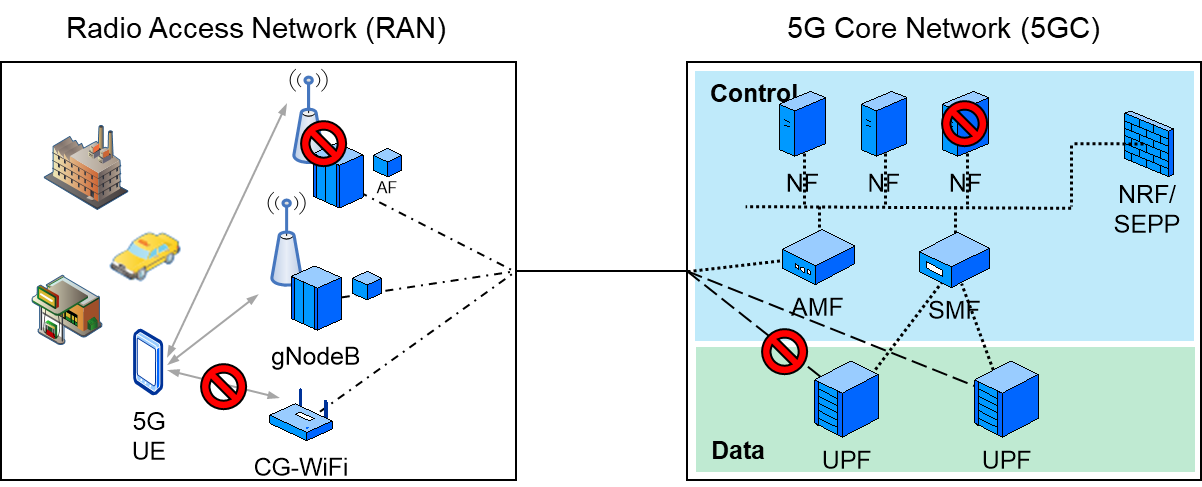 Radio Access Network (RAN)
5G Core Network (5GC)
AF
gNodeB
5G
UE
CG-WiFi
Control
NF
NF
NF
NRF/
SEPP
AMF
SMF
Data
UPF
UPF